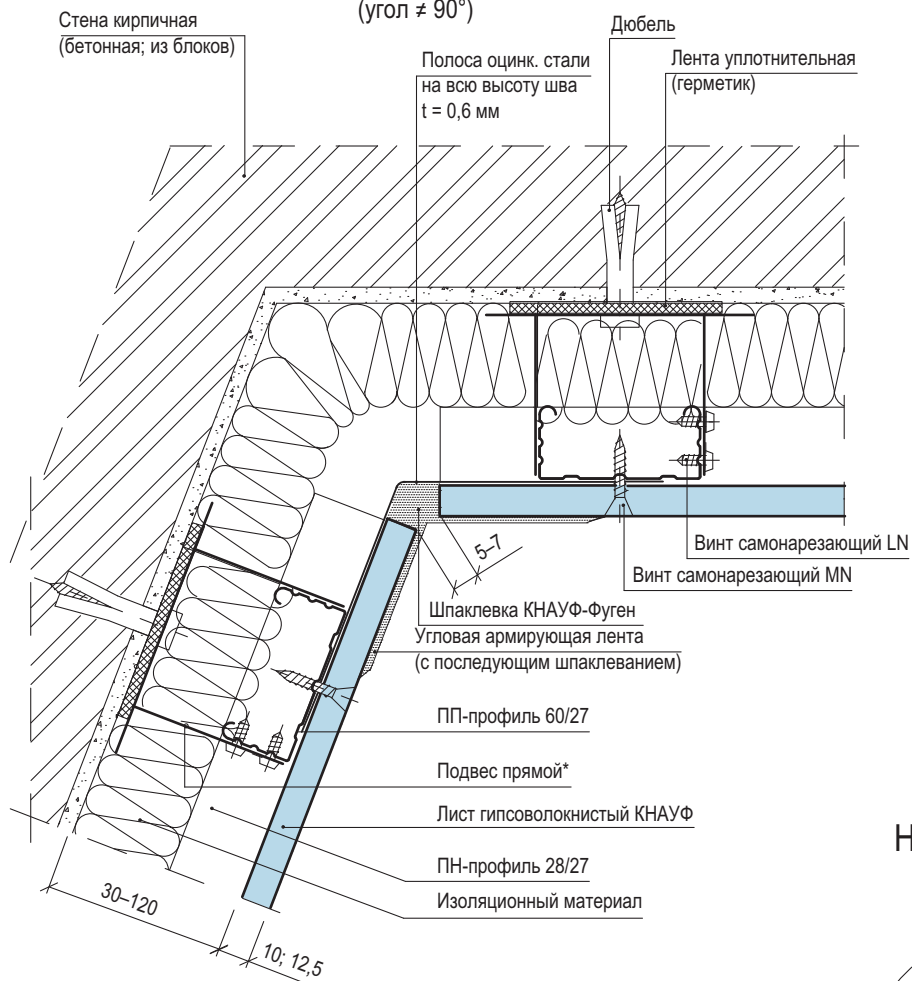 (угол ≠ 90°)
Стена кирпичная
(бетонная; из блоков)
Дюбель
Полоса оцинк. стали
на всю высоту шва
t = 0,6 мм
Лента уплотнительная
(герметик)
5–7
Винт самонарезающий LN
Винт самонарезающий MN
Шпаклевка КНАУФ-Фуген
Угловая армирующая лента
(с последующим шпаклеванием)
ПП-профиль 60/27
Подвес прямой*
Лист гипсоволокнистый КНАУФ
Н
ПН-профиль 28/27
Изоляционный материал
30–120
10; 12,5